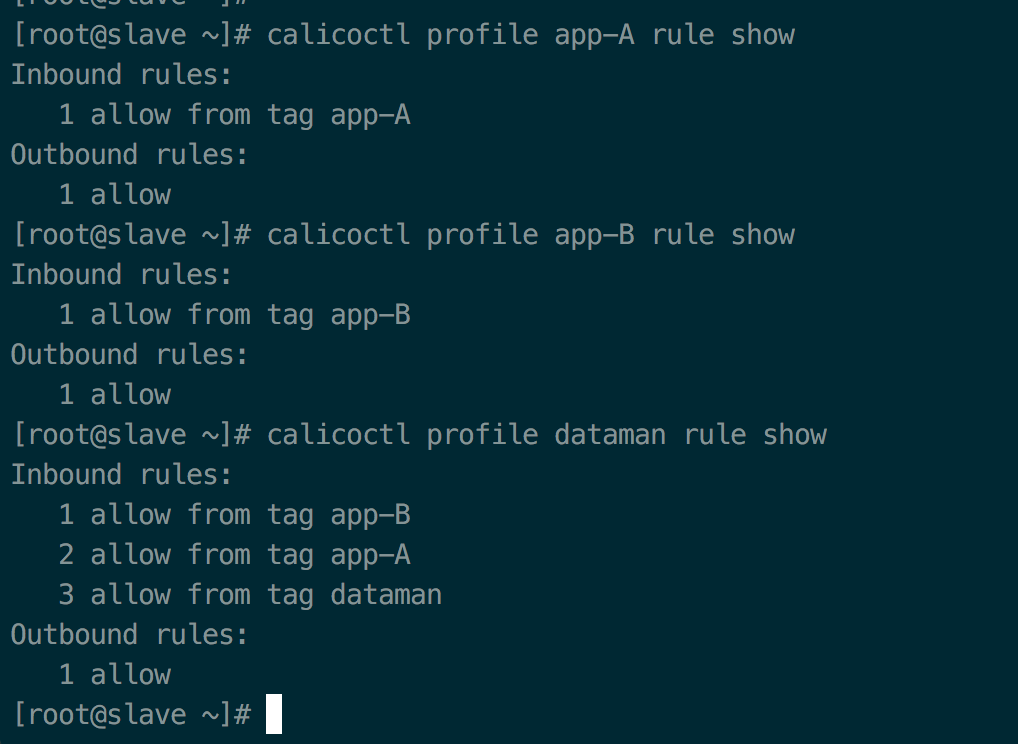 [root@slave ~]#
[root@slave ~]# calicoctl profile app-A rule show
Inbound rules:
   1 allow from tag app-A
Outbound rules:
   1 allow
[root@slave ~]# calicoctl profile app-B rule show
Inbound rules:
   1 allow from tag app-B
Outbound rules:
   1 allow
[root@slave ~]# calicoctl profile dataman rule show
Inbound rules:
   1 allow from tag app-B
   2 allow from tag app-A
   3 allow from tag dataman
Outbound rules:
   1 allow
[root@slave ~]#